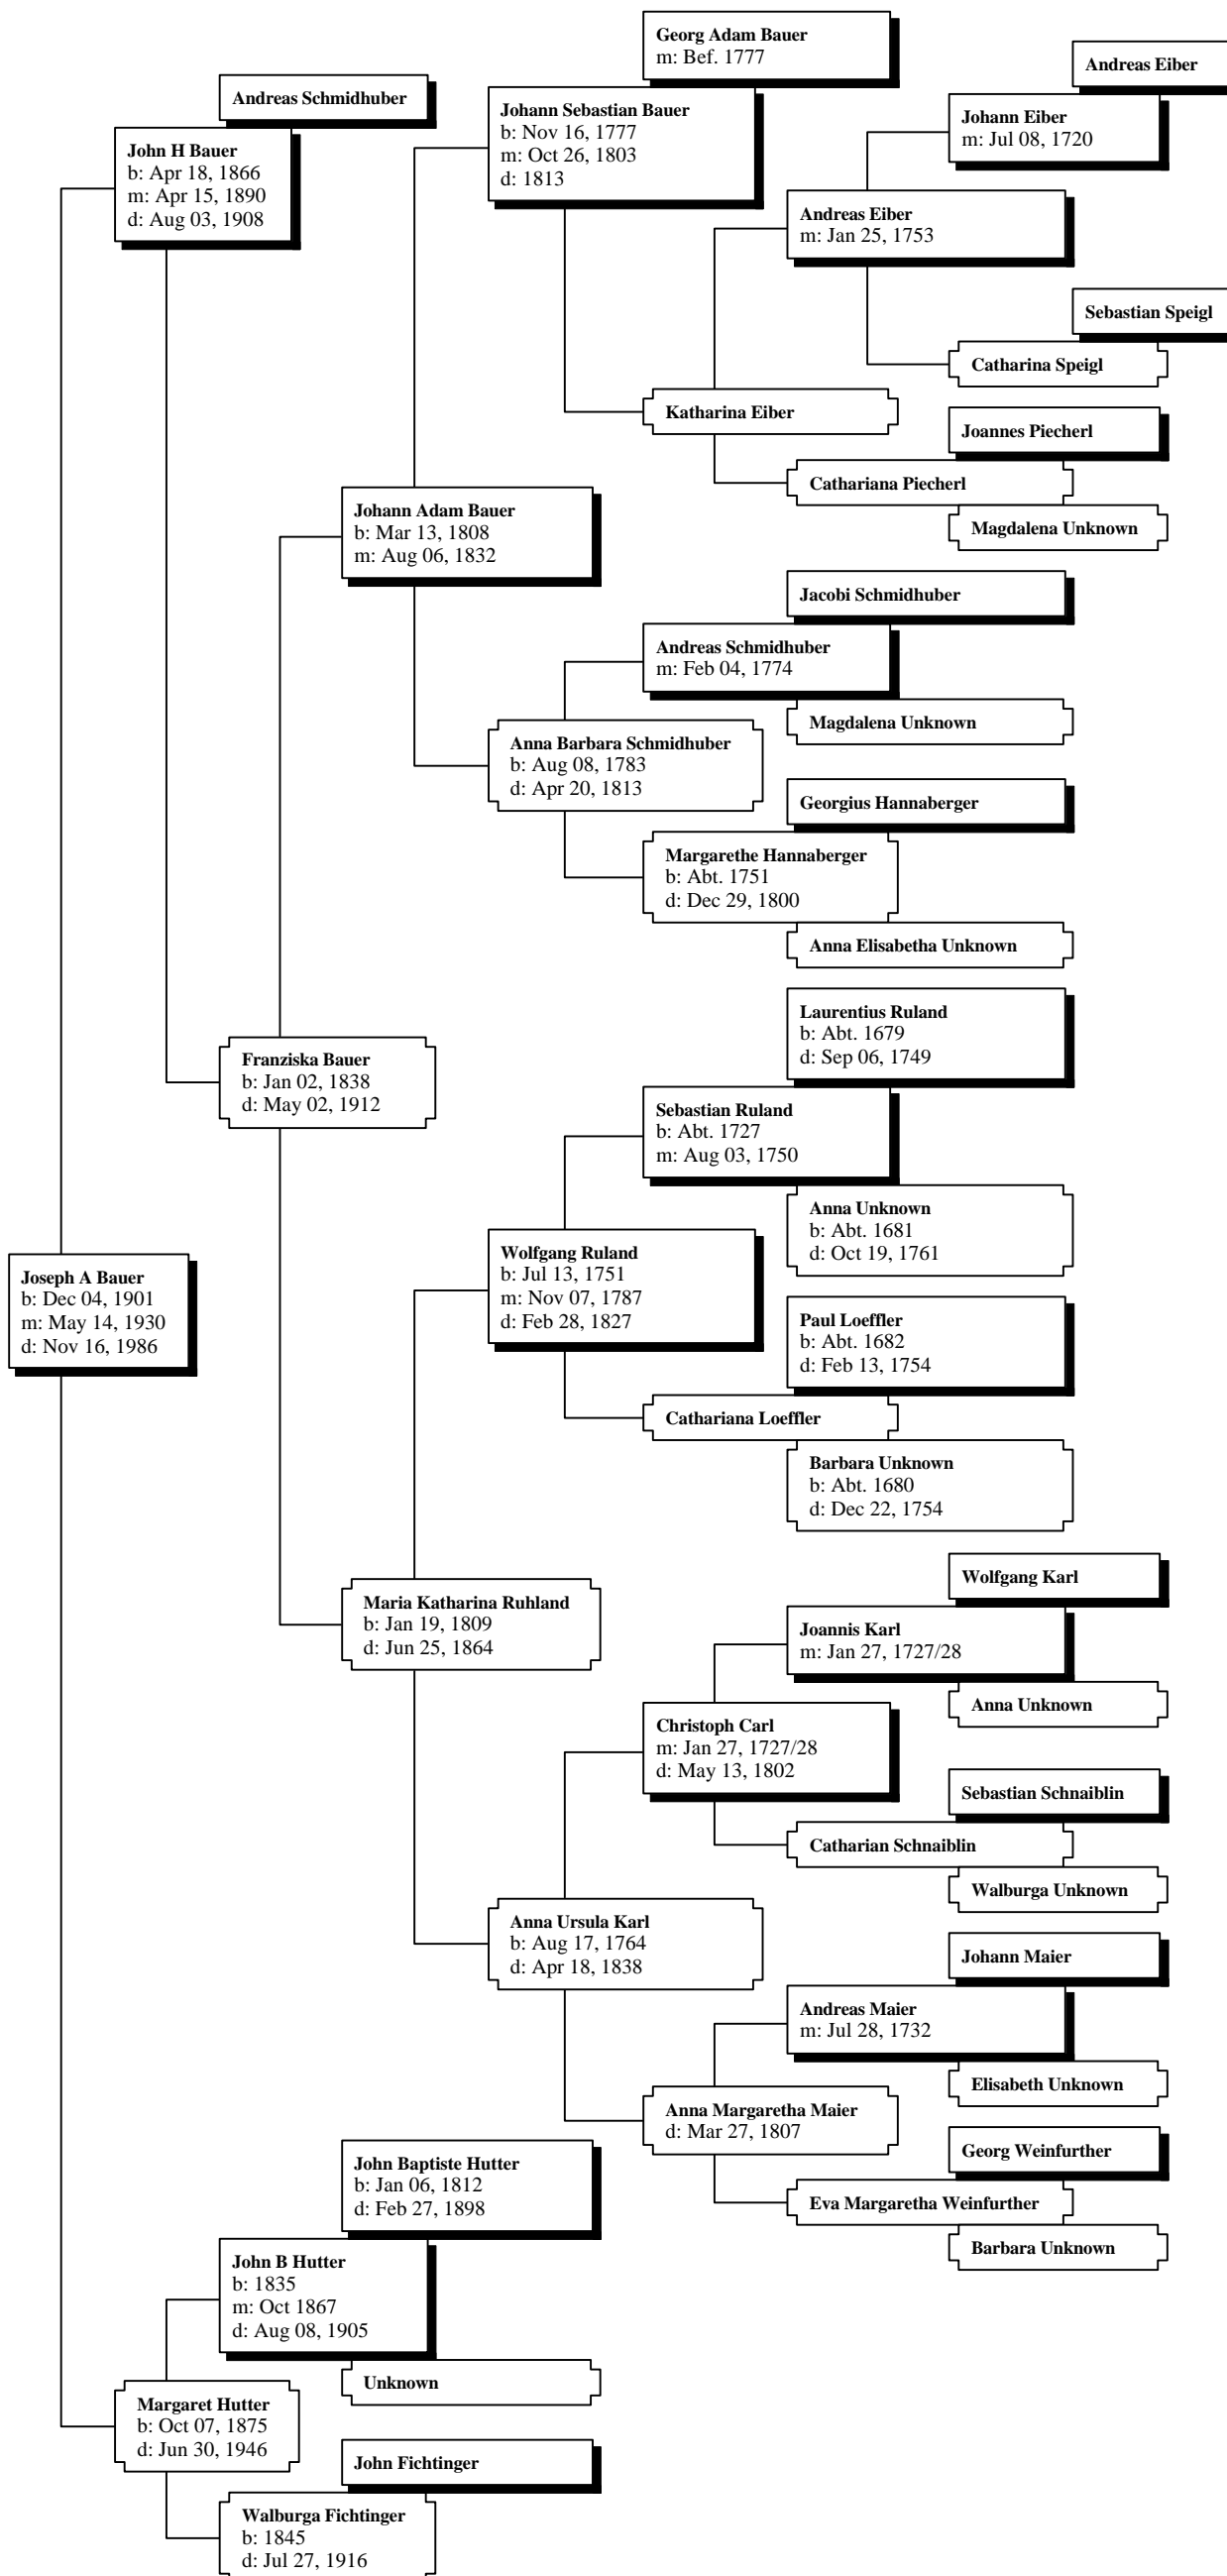 Georg Adam Bauer
m: Bef. 1777
Andreas Eiber
Andreas Schmidhuber
Johann Sebastian Bauer
b: Nov 16, 1777
m: Oct 26, 1803
d: 1813
Johann Eiber
m: Jul 08, 1720
John H Bauer
b: Apr 18, 1866
m: Apr 15, 1890
d: Aug 03, 1908
Andreas Eiber
m: Jan 25, 1753
Sebastian Speigl
Catharina Speigl
Katharina Eiber
Joannes Piecherl
Cathariana Piecherl
Magdalena Unknown
Johann Adam Bauer
b: Mar 13, 1808
m: Aug 06, 1832
Jacobi Schmidhuber
Andreas Schmidhuber
m: Feb 04, 1774
Magdalena Unknown
Anna Barbara Schmidhuber
b: Aug 08, 1783
d: Apr 20, 1813
Georgius Hannaberger
Margarethe Hannaberger
b: Abt. 1751
d: Dec 29, 1800
Anna Elisabetha Unknown
Laurentius Ruland
b: Abt. 1679
d: Sep 06, 1749
Franziska Bauer
b: Jan 02, 1838
d: May 02, 1912
Sebastian Ruland
b: Abt. 1727
m: Aug 03, 1750
Anna Unknown
b: Abt. 1681
d: Oct 19, 1761
Wolfgang Ruland
b: Jul 13, 1751
m: Nov 07, 1787
d: Feb 28, 1827
Joseph A Bauer
b: Dec 04, 1901
m: May 14, 1930
d: Nov 16, 1986
Paul Loeffler
b: Abt. 1682
d: Feb 13, 1754
Cathariana Loeffler
Barbara Unknown
b: Abt. 1680
d: Dec 22, 1754
Maria Katharina Ruhland
b: Jan 19, 1809
d: Jun 25, 1864
Wolfgang Karl
Joannis Karl
m: Jan 27, 1727/28
Anna Unknown
Christoph Carl
m: Jan 27, 1727/28
d: May 13, 1802
Sebastian Schnaiblin
Catharian Schnaiblin
Walburga Unknown
Anna Ursula Karl
b: Aug 17, 1764
d: Apr 18, 1838
Johann Maier
Andreas Maier
m: Jul 28, 1732
Elisabeth Unknown
Anna Margaretha Maier
d: Mar 27, 1807
Georg Weinfurther
Eva Margaretha Weinfurther
Barbara Unknown
John Baptiste Hutter
b: Jan 06, 1812
d: Feb 27, 1898
John B Hutter
b: 1835
m: Oct 1867
d: Aug 08, 1905
Unknown
Margaret Hutter
b: Oct 07, 1875
d: Jun 30, 1946
John Fichtinger
Walburga Fichtinger
b: 1845
d: Jul 27, 1916